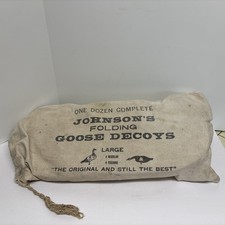 ONE DOZEN COMPLETE
JOHNSON'S
FOLDING
GOOSE DECOYS
LARGE
"THE ORIGINAL AND STILL THE BEST"